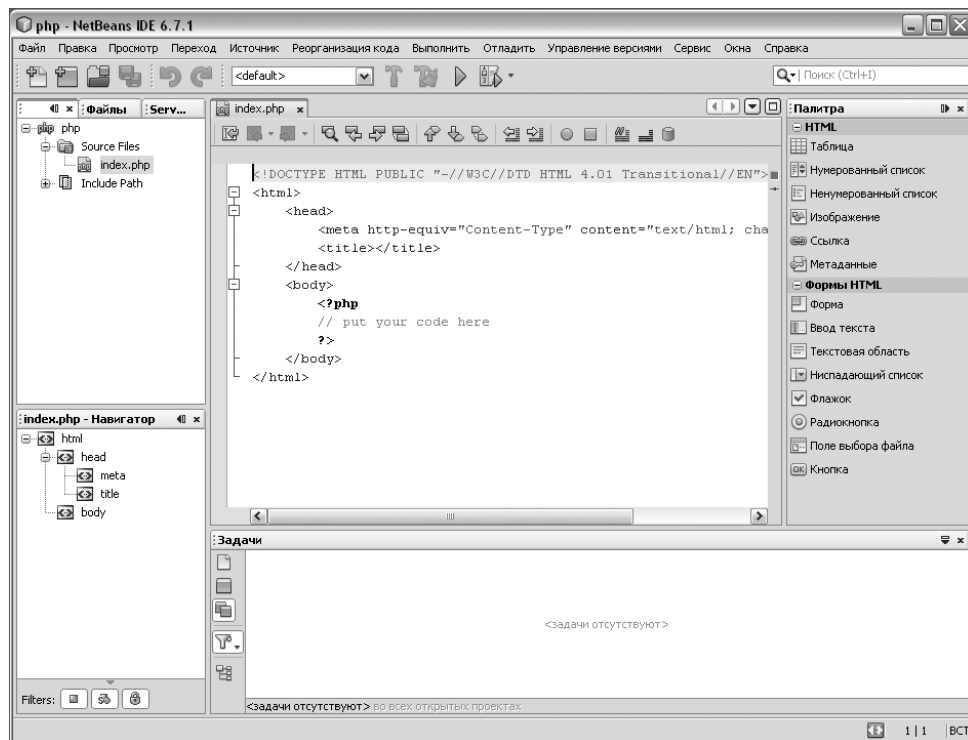 php - NetBeans IDE 6.7.1
Файл Правка Просмотр Переход Источник Реорганизация кода Выполнить Отладить Управление версиями Сервис Окна Справка
<default>
Поиск (Ctrl+I)
Файлы Serv...
php
Source Files
index.php
Include Path
index.php - Навигатор
html
head
meta
title
body
Filters:
index.php
<!DOCTYPE HTML PUBLIC "-//W3C//DTD HTML 4.01 Transitional//EN">
<html>
<head>
<meta http-equiv="Content-Type" content="text/html; cha
<title></title>
</head>
<body>
<?php
// put your code here
?>
</body>
</html>
Палитра
HTML
Таблица
Нумерованный список
Ненумерованный список
Изображение
Ссылка
Метаданные
Формы HTML
Форма
Ввод текста
Текстовая область
Ниспадающий список
Флажок
Радиокнопка
Поле выбора файла
OK Кнопка
Задачи
<задачи отсутствуют>
<задачи отсутствуют> во всех открытых проектах
1 | 1 ВСТ